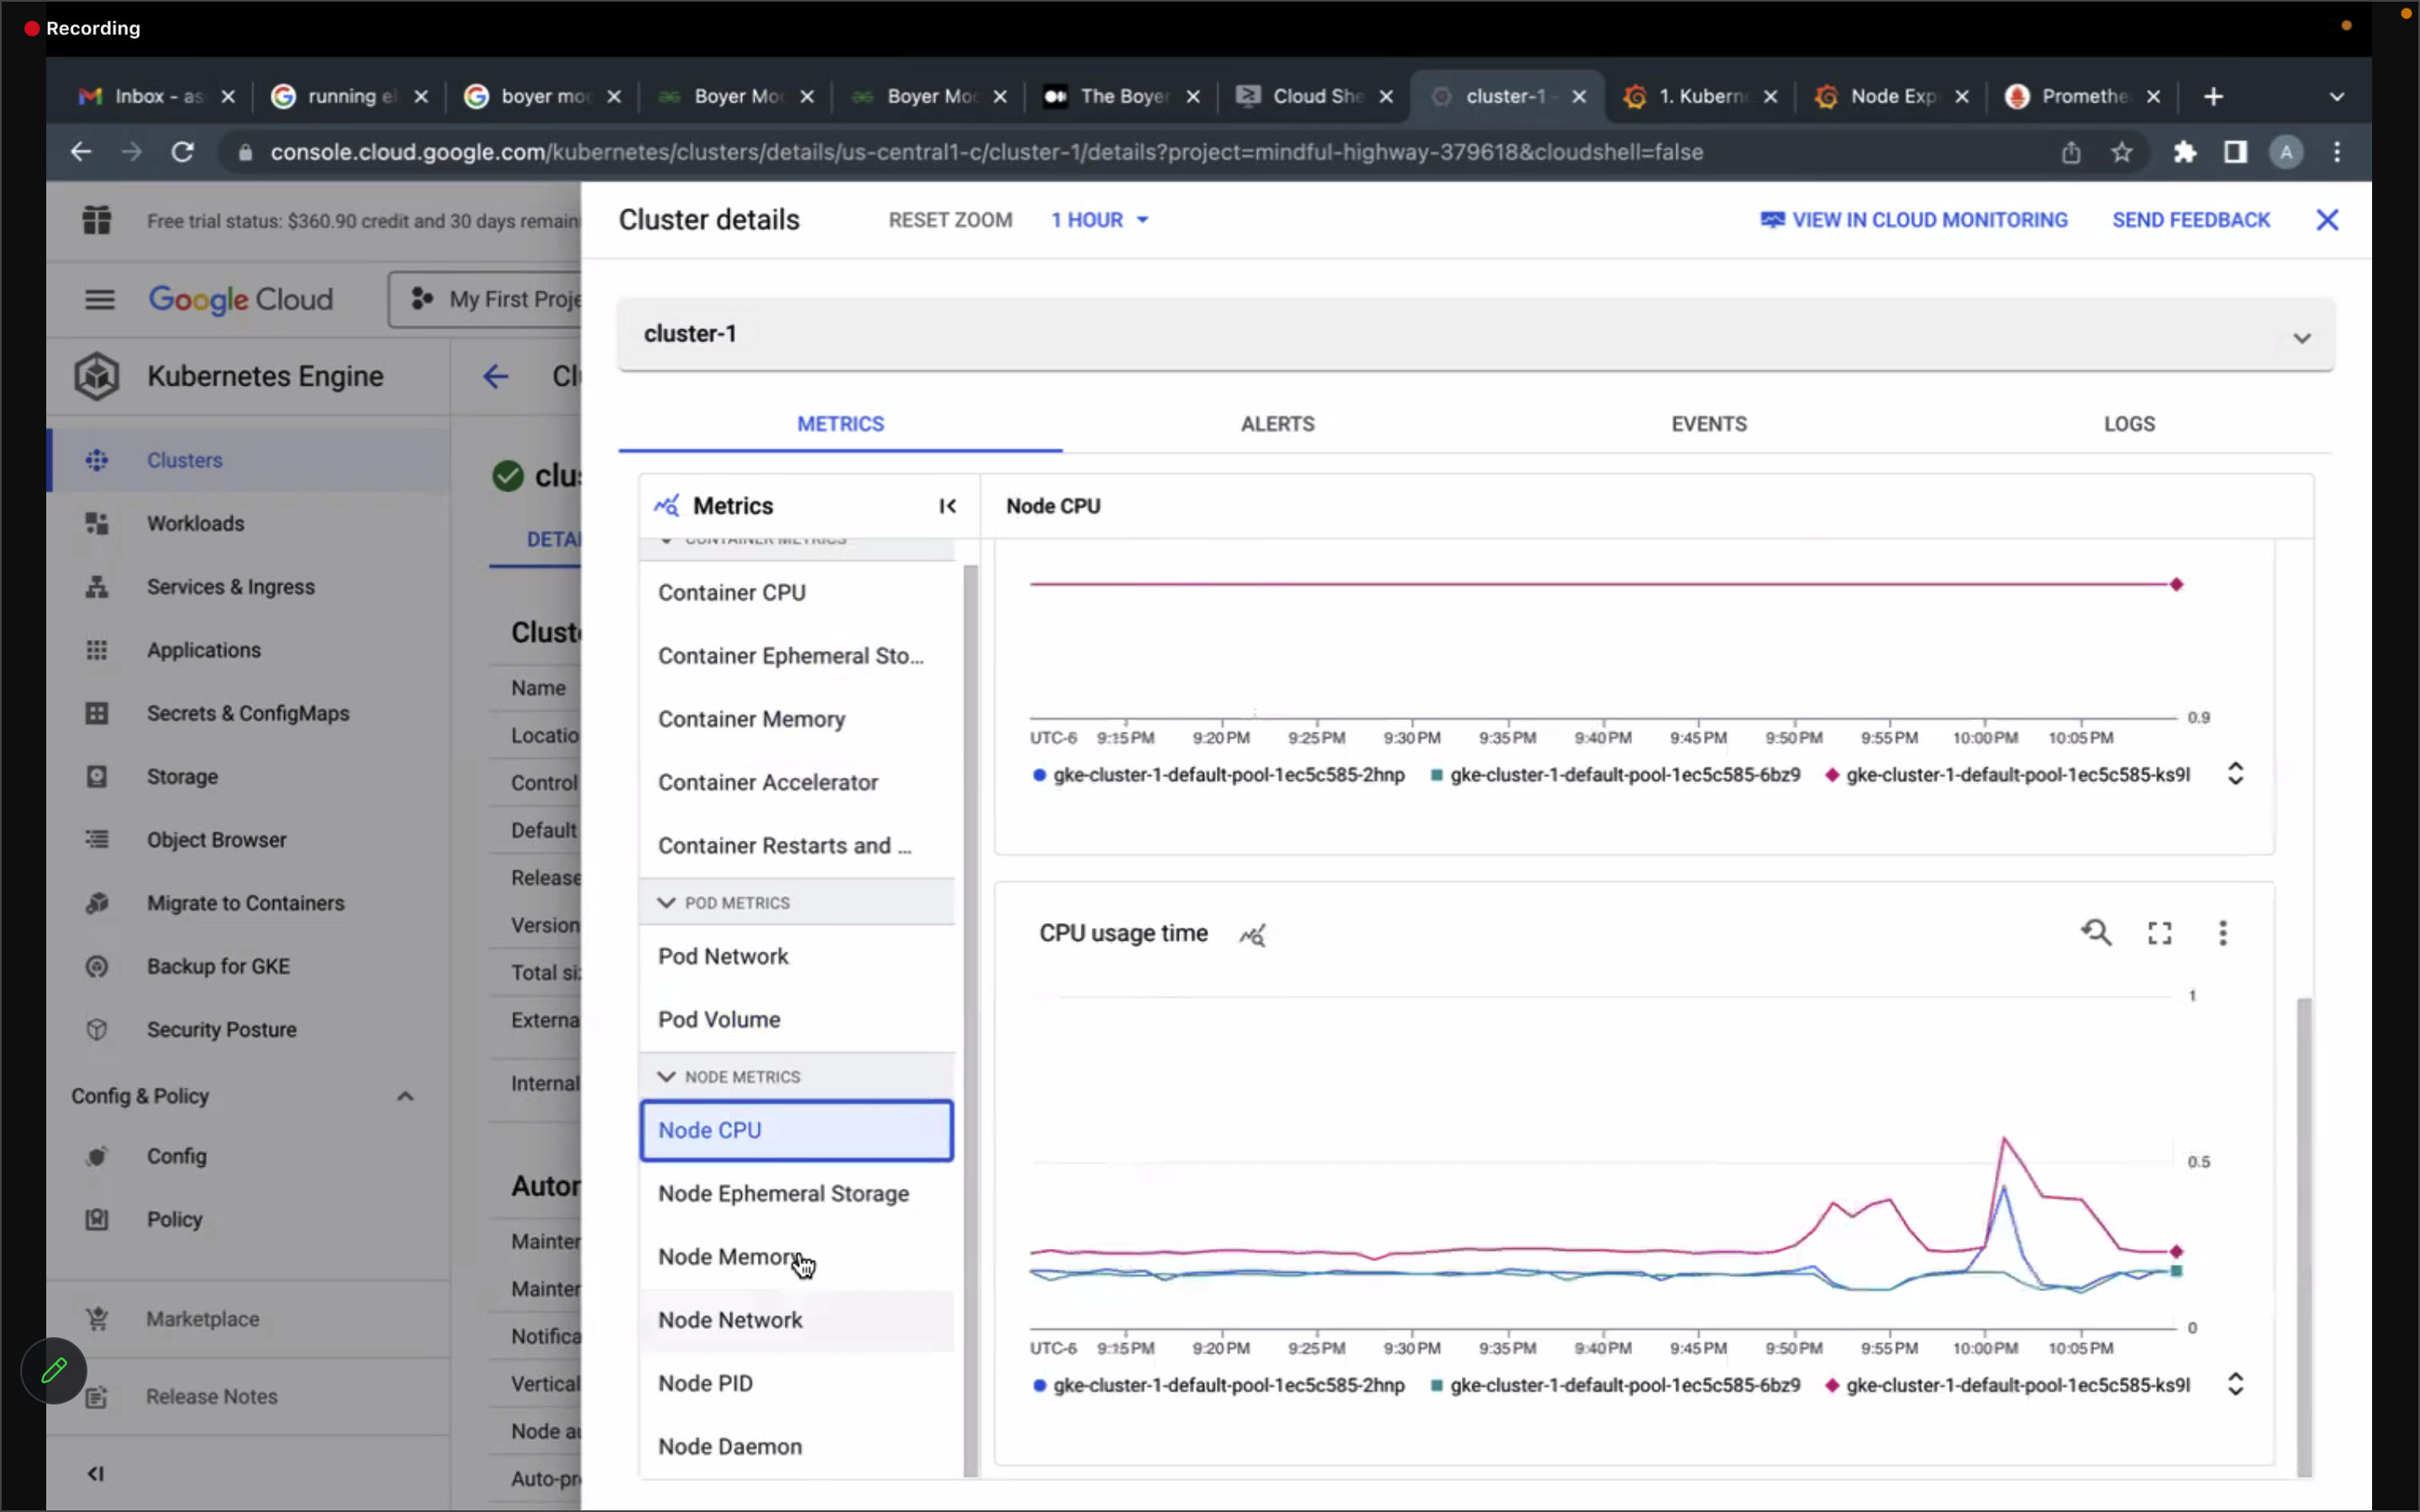 Recording
Inbox - as
running el
boyer moo
Boyer Moo
Boyer Moo
The Boyer
Cloud She
cluster-1 -
1. Kubern
Node Exp
Promethe
console.cloud.google.com/kubernetes/clusters/details/us-central1-c/cluster-1/details?project=mindful-highway-379618&cloudshell=false
A
Free trial status: $360.90 credit and 30 days remain
Google Cloud
My First Proje
Kubernetes Engine
Clusters
Workloads
Services & Ingress
Applications
Secrets & ConfigMaps
Storage
Object Browser
Migrate to Containers
Backup for GKE
Security Posture
Config & Policy
Config
Policy
Marketplace
Release Notes
Cl
clus
DETAI
Cluste
Name
Locatio
Control
Default
Release
Version
Total siz
Externa
Internal
Autor
Mainten
Mainten
Notifica
Vertical
Node au
Auto-pr
Cluster details
RESET ZOOM
1 HOUR
VIEW IN CLOUD MONITORING
SEND FEEDBACK
cluster-1
METRICS
ALERTS
EVENTS
LOGS
Metrics
CONTAINER METRICS
Container CPU
Container Ephemeral Sto...
Container Memory
Container Accelerator
Container Restarts and ...
POD METRICS
Pod Network
Pod Volume
NODE METRICS
Node CPU
Node Ephemeral Storage
Node Memory
Node Network
Node PID
Node Daemon
Node CPU
0.9
UTC-6 9:15 PM 9:20 PM 9:25 PM 9:30 PM 9:35 PM 9:40 PM 9:45 PM 9:50 PM 9:55 PM 10:00 PM 10:05 PM
gke-cluster-1-default-pool-1ec5c585-2hnp gke-cluster-1-default-pool-1ec5c585-6bz9 gke-cluster-1-default-pool-1ec5c585-ks9l
CPU usage time
1
0.5
0
UTC-6 9:15 PM 9:20 PM 9:25 PM 9:30 PM 9:35 PM 9:40 PM 9:45 PM 9:50 PM 9:55 PM 10:00 PM 10:05 PM
gke-cluster-1-default-pool-1ec5c585-2hnp gke-cluster-1-default-pool-1ec5c585-6bz9 gke-cluster-1-default-pool-1ec5c585-ks9l